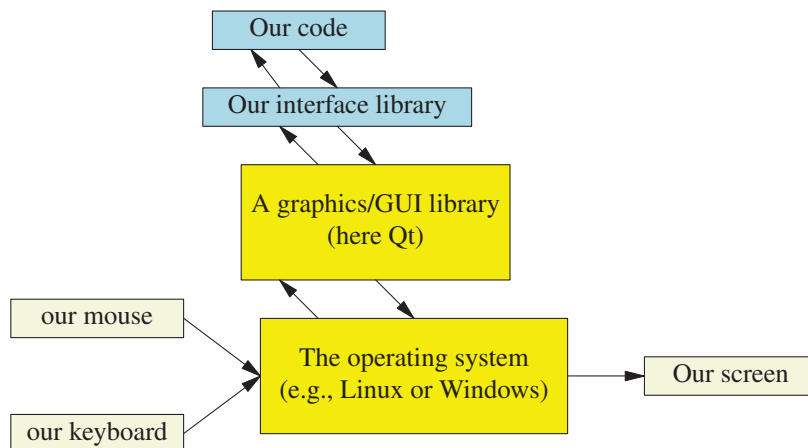 Our code
Our interface library
A graphics/GUI library
(here Qt)
our mouse
The operating system
(e.g., Linux or Windows)
Our screen
our keyboard